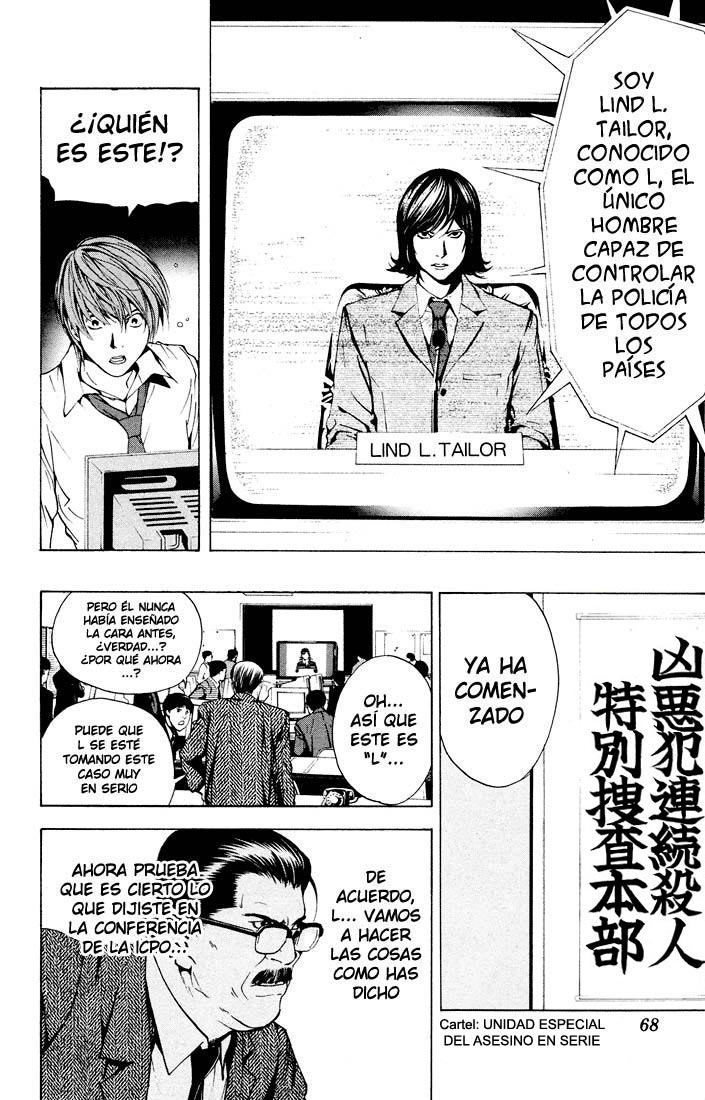 SOY
LIND L.
TAILOR,
CONOCIDO
COMO L, EL
ÚNICO
HOMBRE
CAPAZ DE
CONTROLAR
LA POLICÍA
DE TODOS
LOS
PAÍSES
LIND L. TAILOR
¿¡QUIÉN
ES ESTE!?
凶悪犯連続殺人
特別捜査本部
Cartel: UNIDAD ESPECIAL
DEL ASESINO EN SERIE
YA HA
COMEN-
ZADO
OH...
ASÍ QUE
ESTE ES
"L"...
PERO ÉL NUNCA
HABÍA ENSEÑADO
LA CARA ANTES,
¿VERDAD...?
¿POR QUÉ AHORA
...?
PUEDE QUE
L SE ESTÉ
TOMANDO ESTE
CASO MUY
EN SERIO
DE
ACUERDO,
L... VAMOS
A HACER
LAS COSAS
COMO HAS
DICHO
AHORA PRUEBA
QUE ES CIERTO LO
QUE DIJISTE EN
LA CONFERENCIA
DE LA ICPO...
68